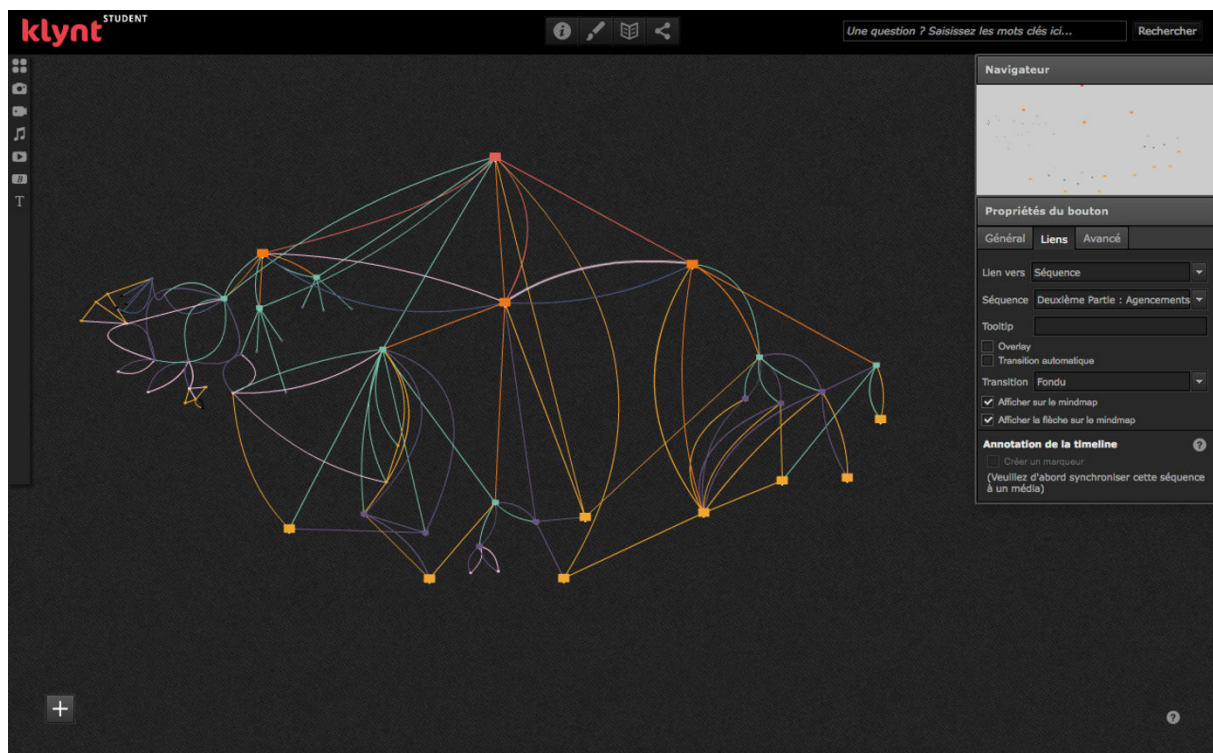 klynt STUDENT
Une question ? Saisissez les mots clés ici...
Rechercher
T
Navigateur
Propriétés du bouton
Général Liens Avancé
Lien vers Séquence
Séquence Deuxième Partie : Agencements
Tooltip
Overlay
Transition automatique
Transition Fondu
Afficher sur le mindmap
Afficher la flèche sur le mindmap
Annotation de la timeline ?
Créer un marqueur
(Veuillez d'abord synchroniser cette séquence
à un média)
+
?